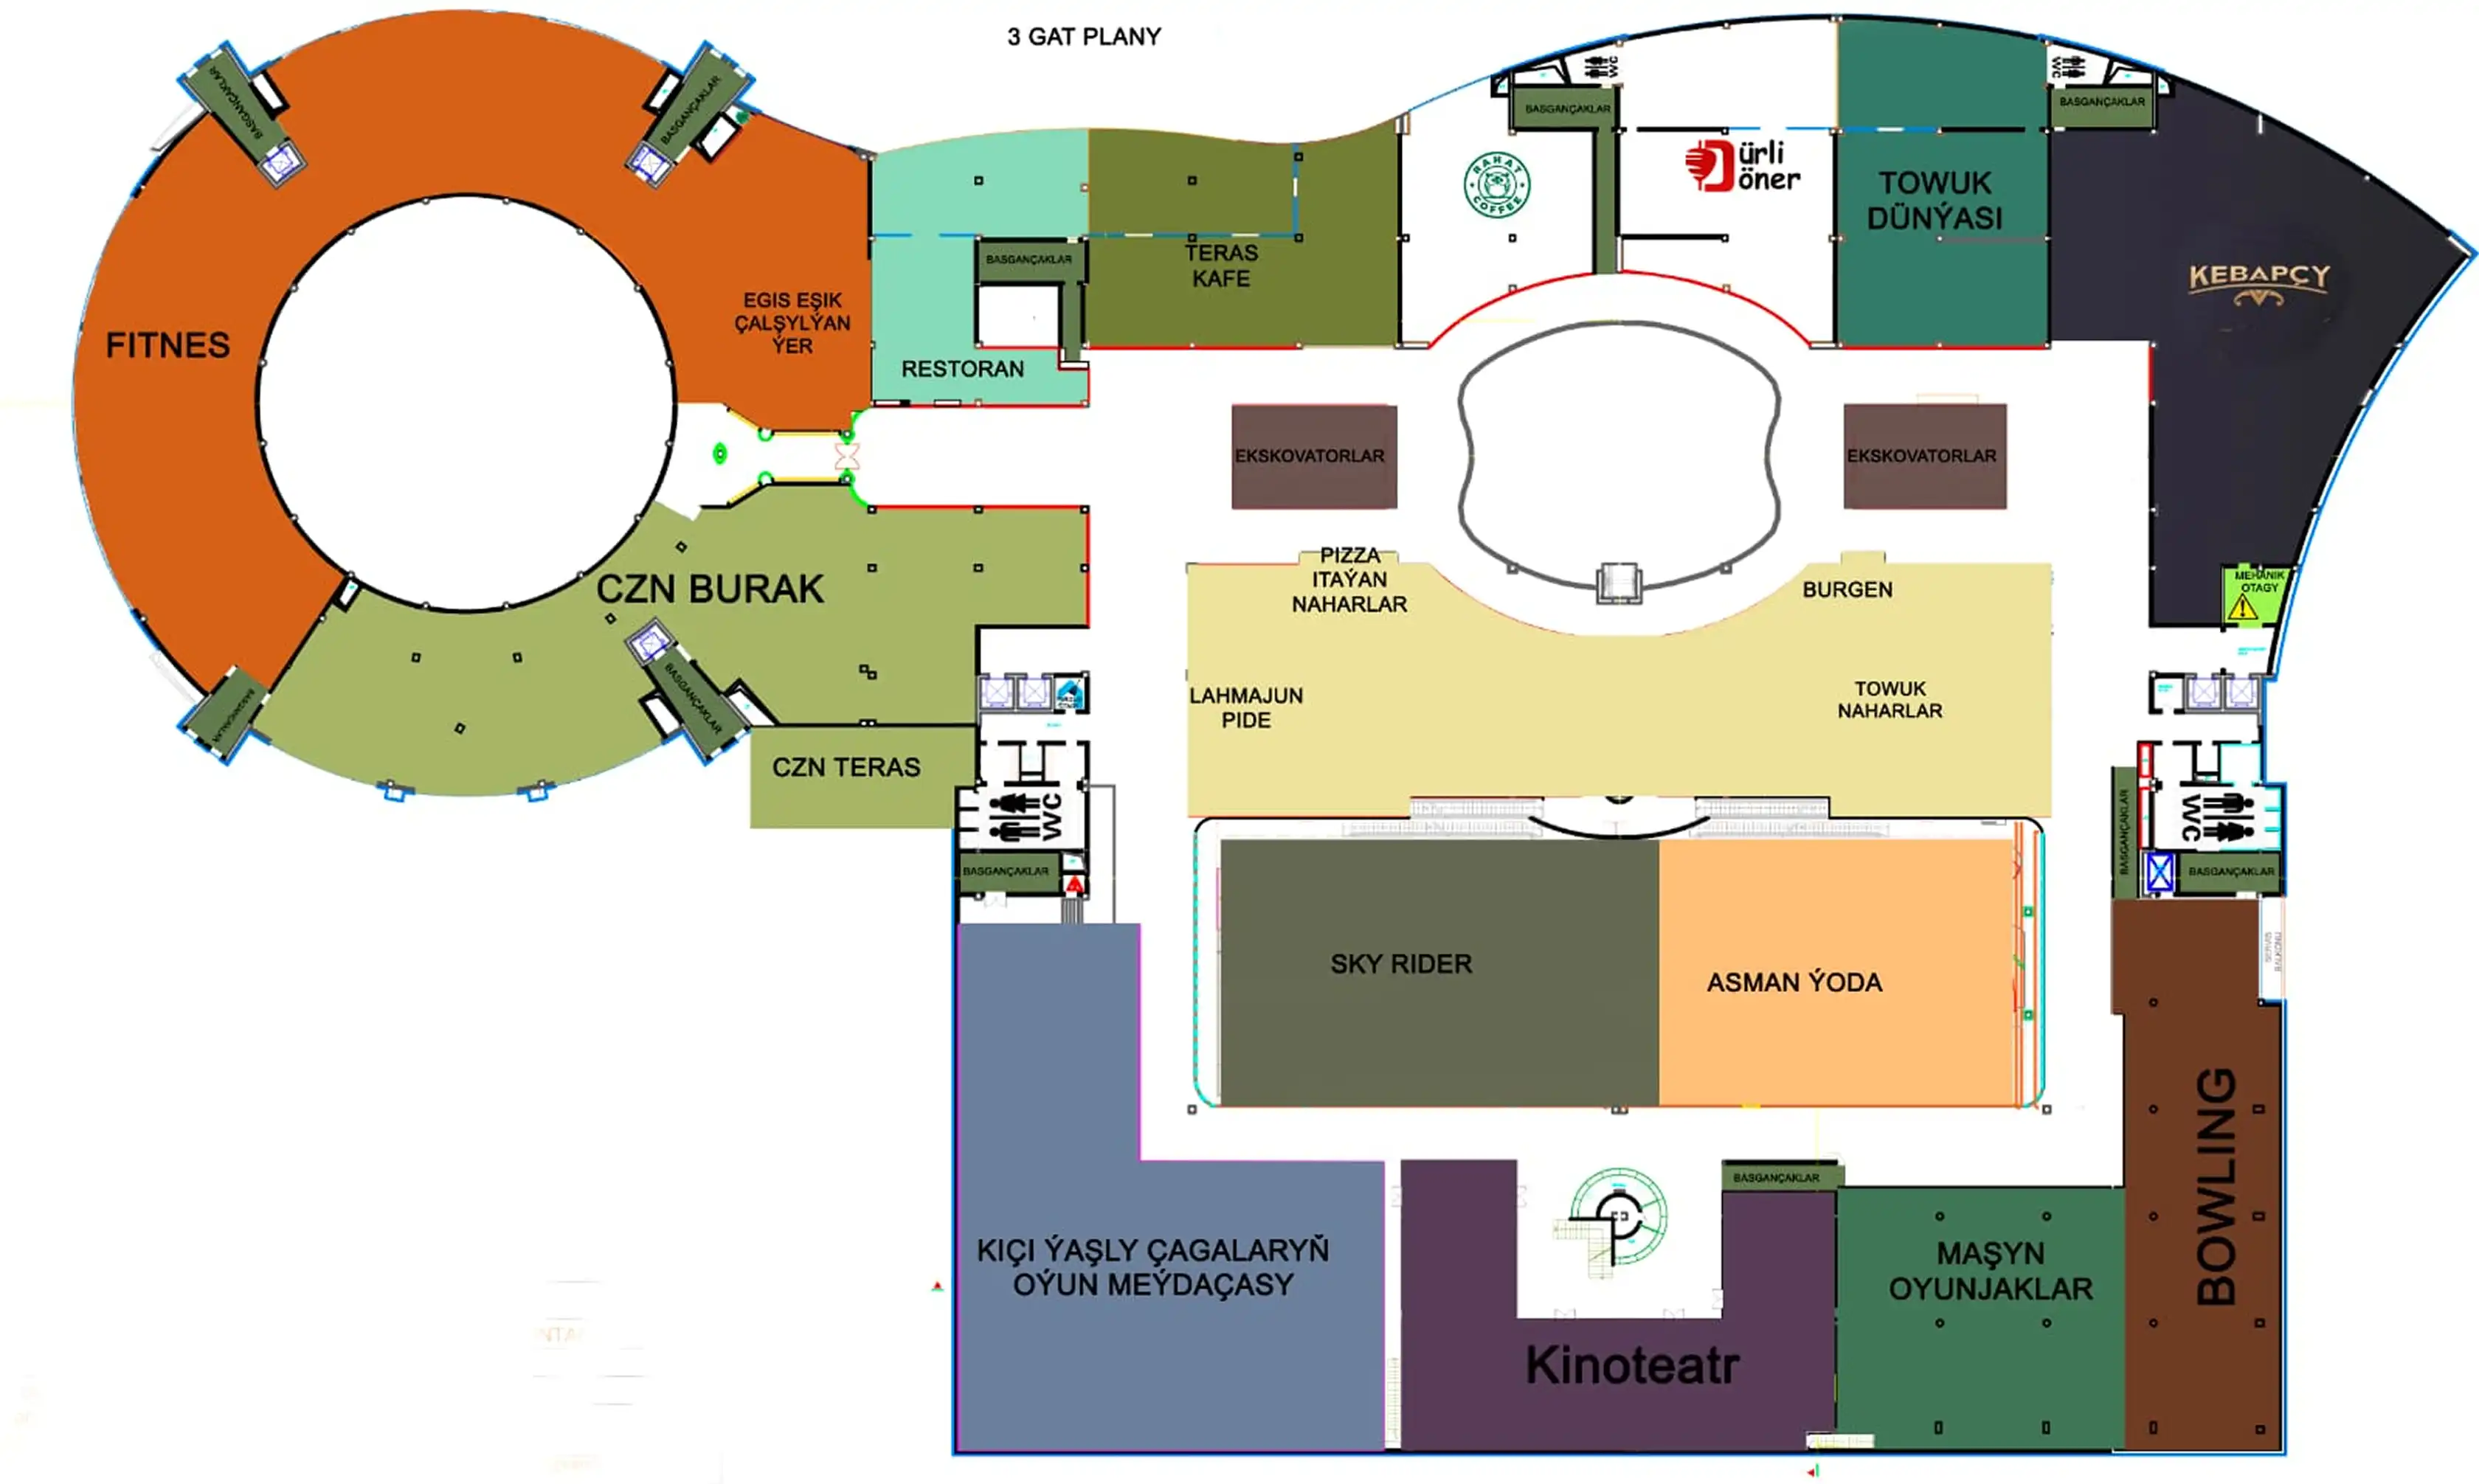 3 GAT PLANY
BASGANÇAKLAR
BASGANÇAKLAR
WC
BASGANÇAKLAR
WC
BASGANÇAKLAR
RAHAT
COFFEE
ürli
öner
TOWUK
DÜNÝASI
KEBAPÇY
BASGANÇAKLAR
TERAS
KAFE
EGIS EŞIK
ÇALŞYLÝAN
ÝER
FITNES
RESTORAN
EKSKOVATORLAR
EKSKOVATORLAR
CZN BURAK
PIZZA
ITAÝAN
NAHARLAR
BURGEN
MEHANIK
OTAGY
LAHMAJUN
PIDE
TOWUK
NAHARLAR
BASGANÇAKLAR
BASGANÇAKLAR
CZN TERAS
WC
BASGANÇAKLAR
BASGANÇAKLAR
WC
BASGANÇAKLAR
SKY RIDER
ASMAN ÝODA
BASGANÇAKLAR
KIÇI ÝAŞLY ÇAGALARYŇ
OÝUN MEÝDAÇASY
Kinoteatr
MAŞYN
OYUNJAKLAR
BOWLING